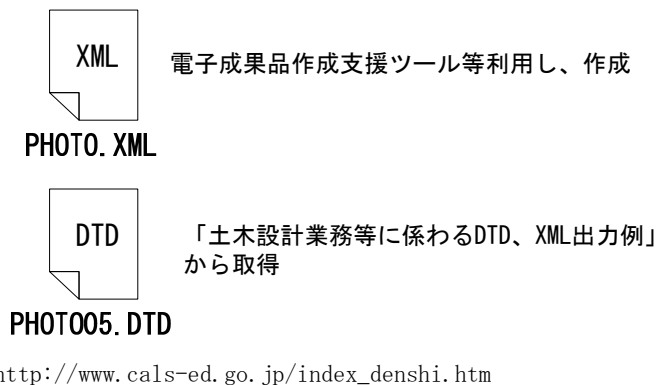 XML
電子成果品作成支援ツール等利用し、作成
PHOTO.XML
DTD
「土木設計業務等に係わるDTD、XML出力例」
から取得
PHOTO05.DTD
http://www.cals-ed.go.jp/index_denshi.htm